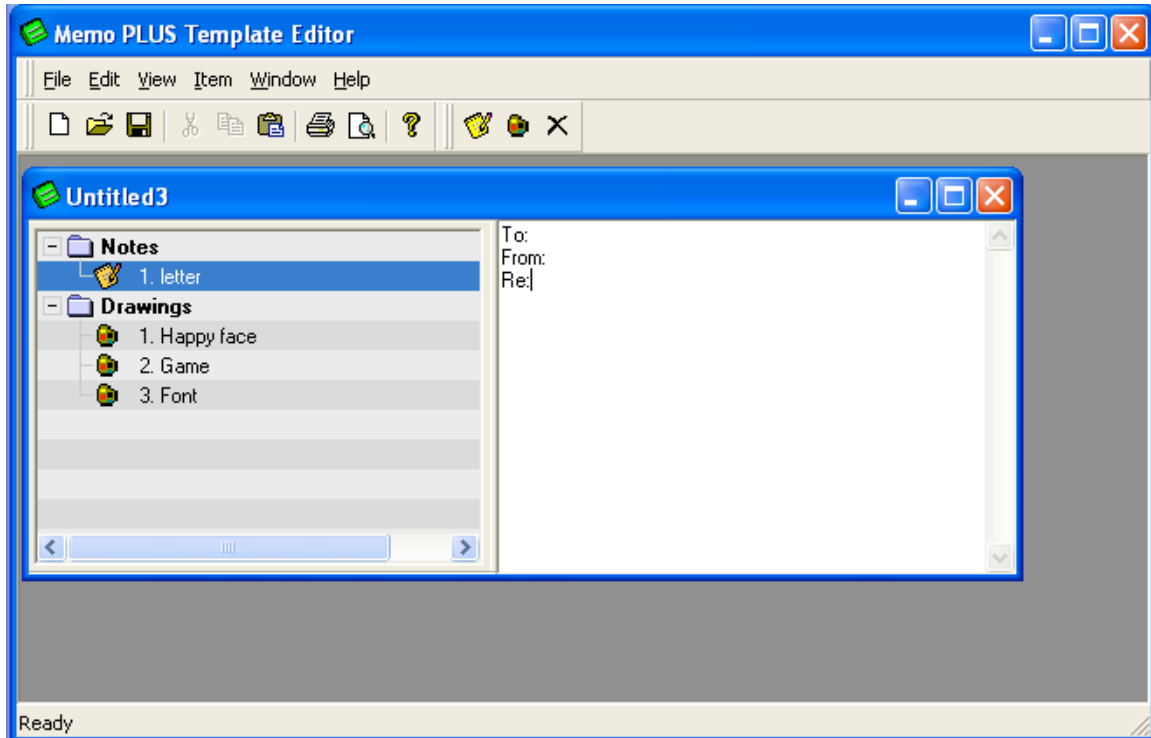 Memo PLUS Template Editor
File Edit View Item Window Help
Untitled3
Notes
1. letter
Drawings
1. Happy face
2. Game
3. Font
To:
From:
Re:
Ready